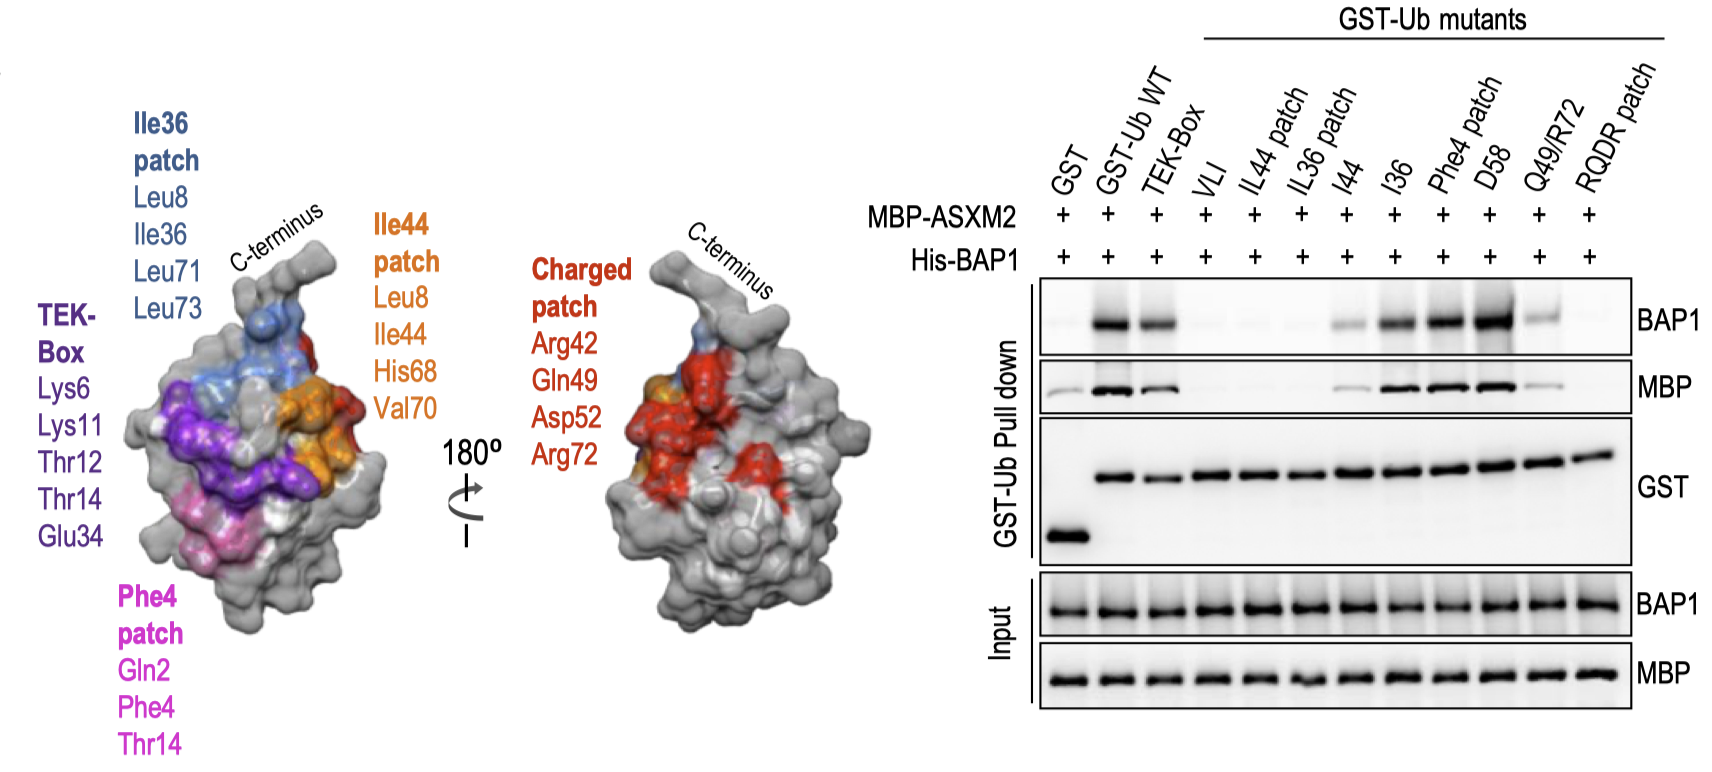 Ile36
patch
Leu8
Ile36
Leu71
Leu73
TEK-
Box
Lys6
Lys11
Thr12
Thr14
Glu34
Phe4
patch
Gln2
Phe4
Thr14
C-terminus
Ile44
patch
Leu8
Ile44
His68
Val70
180º
Charged
patch
Arg42
Gln49
Asp52
Arg72
C-terminus
GST-Ub mutants
GST
GST-Ub WT
TEK-Box
VLI
IL44 patch
IL36 patch
I44
I36
Phe4 patch
D58
Q49/R72
RQDR patch
MBP-ASXM2 + + + + + + + + + + + +
His-BAP1 + + + + + + + + + + + +
GST-Ub Pull down
BAP1
MBP
GST
Input
BAP1
MBP